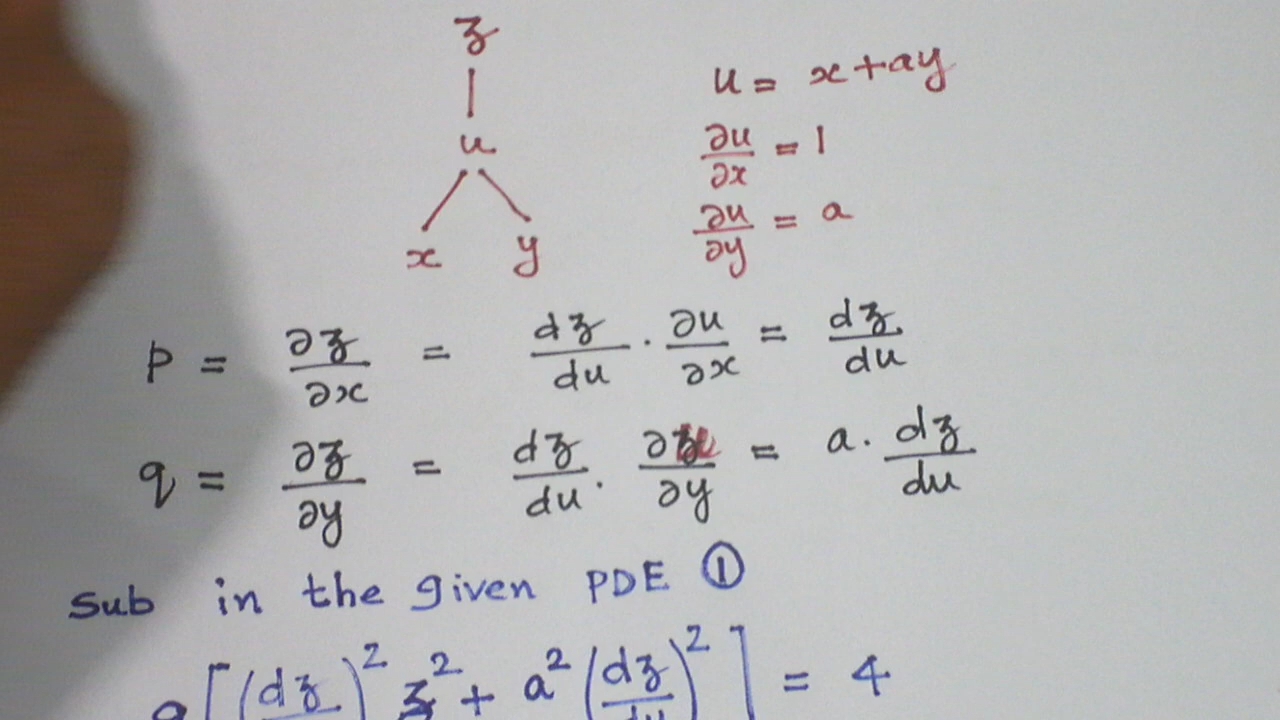 z
u
x y
u = x+ay
∂u/∂x = 1
∂u/∂y = a
p = ∂z/∂x = dz/du · ∂u/∂x = dz/du
q = ∂z/∂y = dz/du · ∂u/∂y = a · dz/du
Sub in the given PDE ①
[(dz/)² z² + a² (dz/du)²] = 4